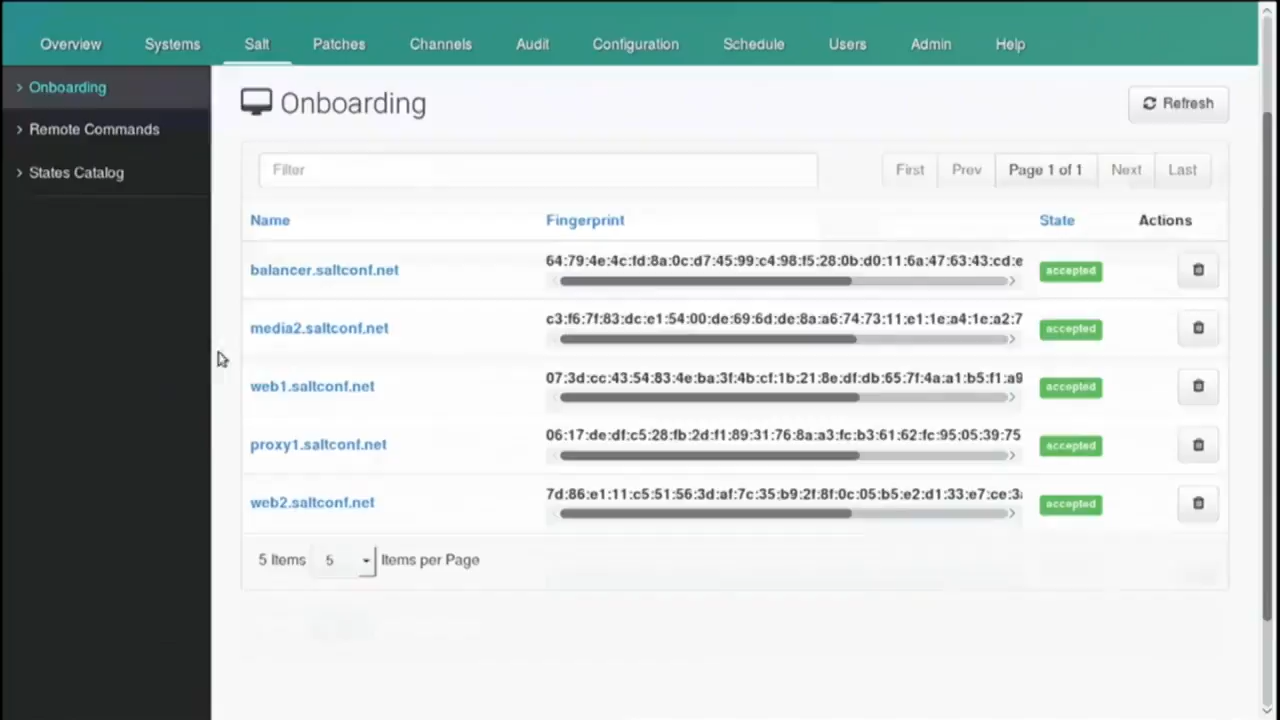 Overview Systems Salt Patches Channels Audit Configuration Schedule Users Admin Help
Onboarding
Remote Commands
States Catalog
Onboarding
Refresh
Filter
First Prev Page 1 of 1 Next Last
Name Fingerprint State Actions
balancer.saltconf.net 64:79:4e:4c:fd:8a:0c:d7:45:99:c4:98:f5:28:0b:d0:11:6a:47:63:43:cd:e accepted
media2.saltconf.net c3:f6:7f:83:dc:e1:54:00:de:69:6d:de:8a:a6:74:73:11:e1:1e:a4:1e:a2:7 accepted
web1.saltconf.net 07:3d:cc:43:54:83:4e:ba:3f:4b:cf:1b:21:8e:df:db:65:7f:4a:a1:b5:f1:a9 accepted
proxy1.saltconf.net 06:17:de:df:c5:28:fb:2d:f1:89:31:76:8a:a3:fc:b3:61:62:fc:95:05:39:75 accepted
web2.saltconf.net 7d:86:e1:11:c5:51:56:3d:af:7c:35:b9:2f:8f:0c:05:b5:e2:d1:33:e7:ce:3 accepted
5 Items 5 Items per Page